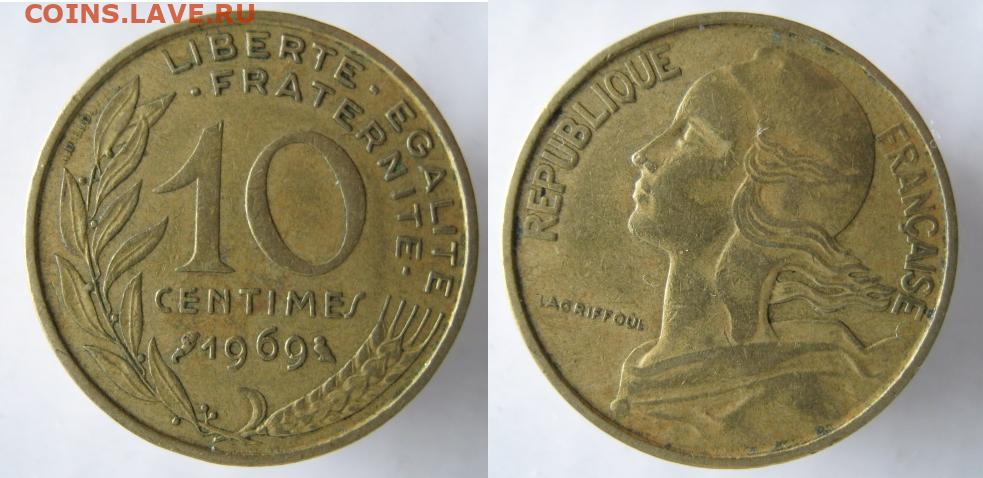 COINS.LAVE.RU
LIBERTE · EGALITE
· FRATERNITE ·
10
CENTIMES
1969
REPUBLIQUE FRANÇAISE
LAGRIFFOUL